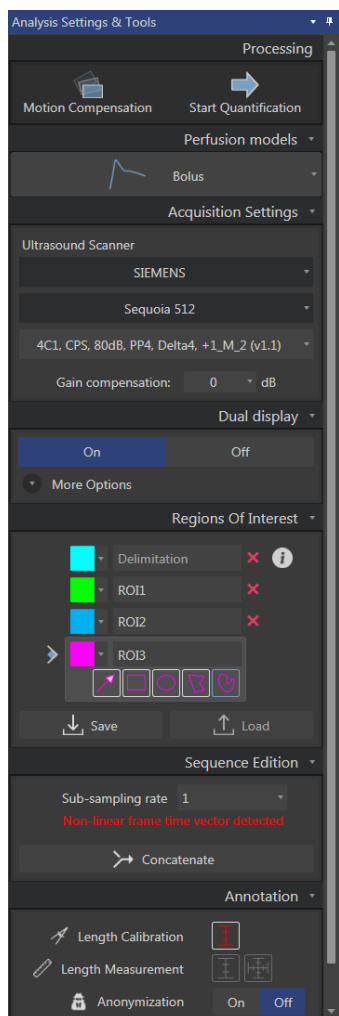 Analysis Settings & Tools
Processing
Motion Compensation
Start Quantification
Perfusion models
Bolus
Acquisition Settings
Ultrasound Scanner
SIEMENS
Sequoia 512
4C1, CPS, 80dB, PP4, Delta4, +1_M_2 (v1.1)
Gain compensation: 0 dB
Dual display
On Off
More Options
Regions Of Interest
Delimitation
ROI1
ROI2
ROI3
Save Load
Sequence Edition
Sub-sampling rate 1
Non-linear frame time vector detected
Concatenate
Annotation
Length Calibration
Length Measurement
Anonymization On Off